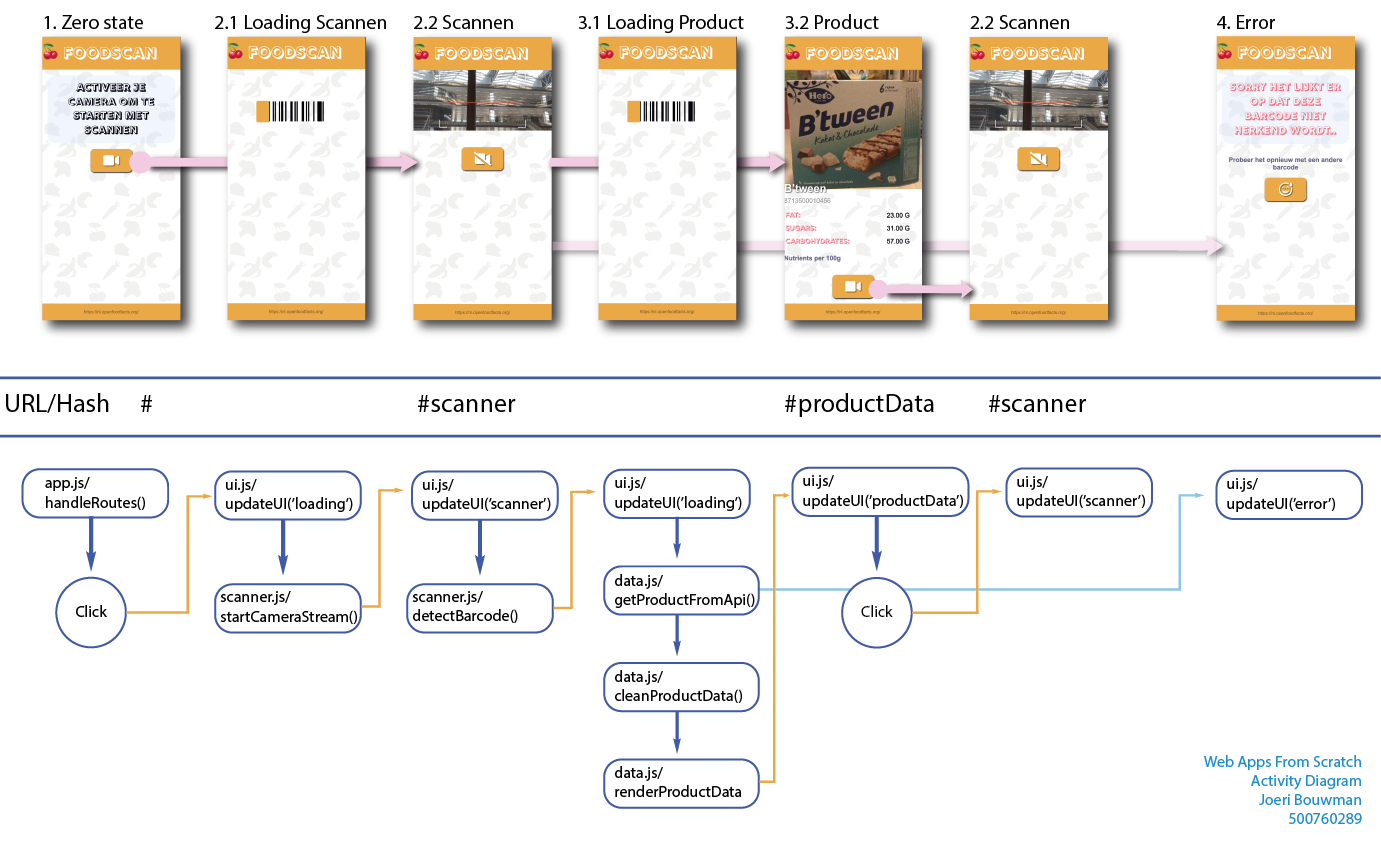 1. Zero state
2.1 Loading Scannen
2.2 Scannen
3.1 Loading Product
3.2 Product
2.2 Scannen
4. Error
FOODSCAN
ACTIVEER JE
CAMERA OM TE
STARTEN MET
SCANNEN
https://nl.openfoodfacts.org/
FOODSCAN
https://nl.openfoodfacts.org/
FOODSCAN
https://nl.openfoodfacts.org/
FOODSCAN
https://nl.openfoodfacts.org/
FOODSCAN
Hero
6
B'tween
Kokos & Chocolade
B'tween
8713500010456
FAT: 23.00 G
SUGARS: 31.00 G
CARBOHYDRATES: 57.00 G
Nutrients per 100g
https://nl.openfoodfacts.org/
FOODSCAN
https://nl.openfoodfacts.org/
FOODSCAN
SORRY HET LIJKT ER
OP DAT DEZE
BARCODE NIET
HERKEND WORDT..
Probeer het opnieuw met een andere
barcode
https://nl.openfoodfacts.org/
URL/Hash # #scanner #productData #scanner
app.js/
handleRoutes()
Click
ui.js/
updateUI('loading')
scanner.js/
startCameraStream()
ui.js/
updateUI('scanner')
scanner.js/
detectBarcode()
ui.js/
updateUI('loading')
data.js/
getProductFromApi()
data.js/
cleanProductData()
data.js/
renderProductData
ui.js/
updateUI('productData')
Click
ui.js/
updateUI('scanner')
ui.js/
updateUI('error')
Web Apps From Scratch
Activity Diagram
Joeri Bouwman
500760289